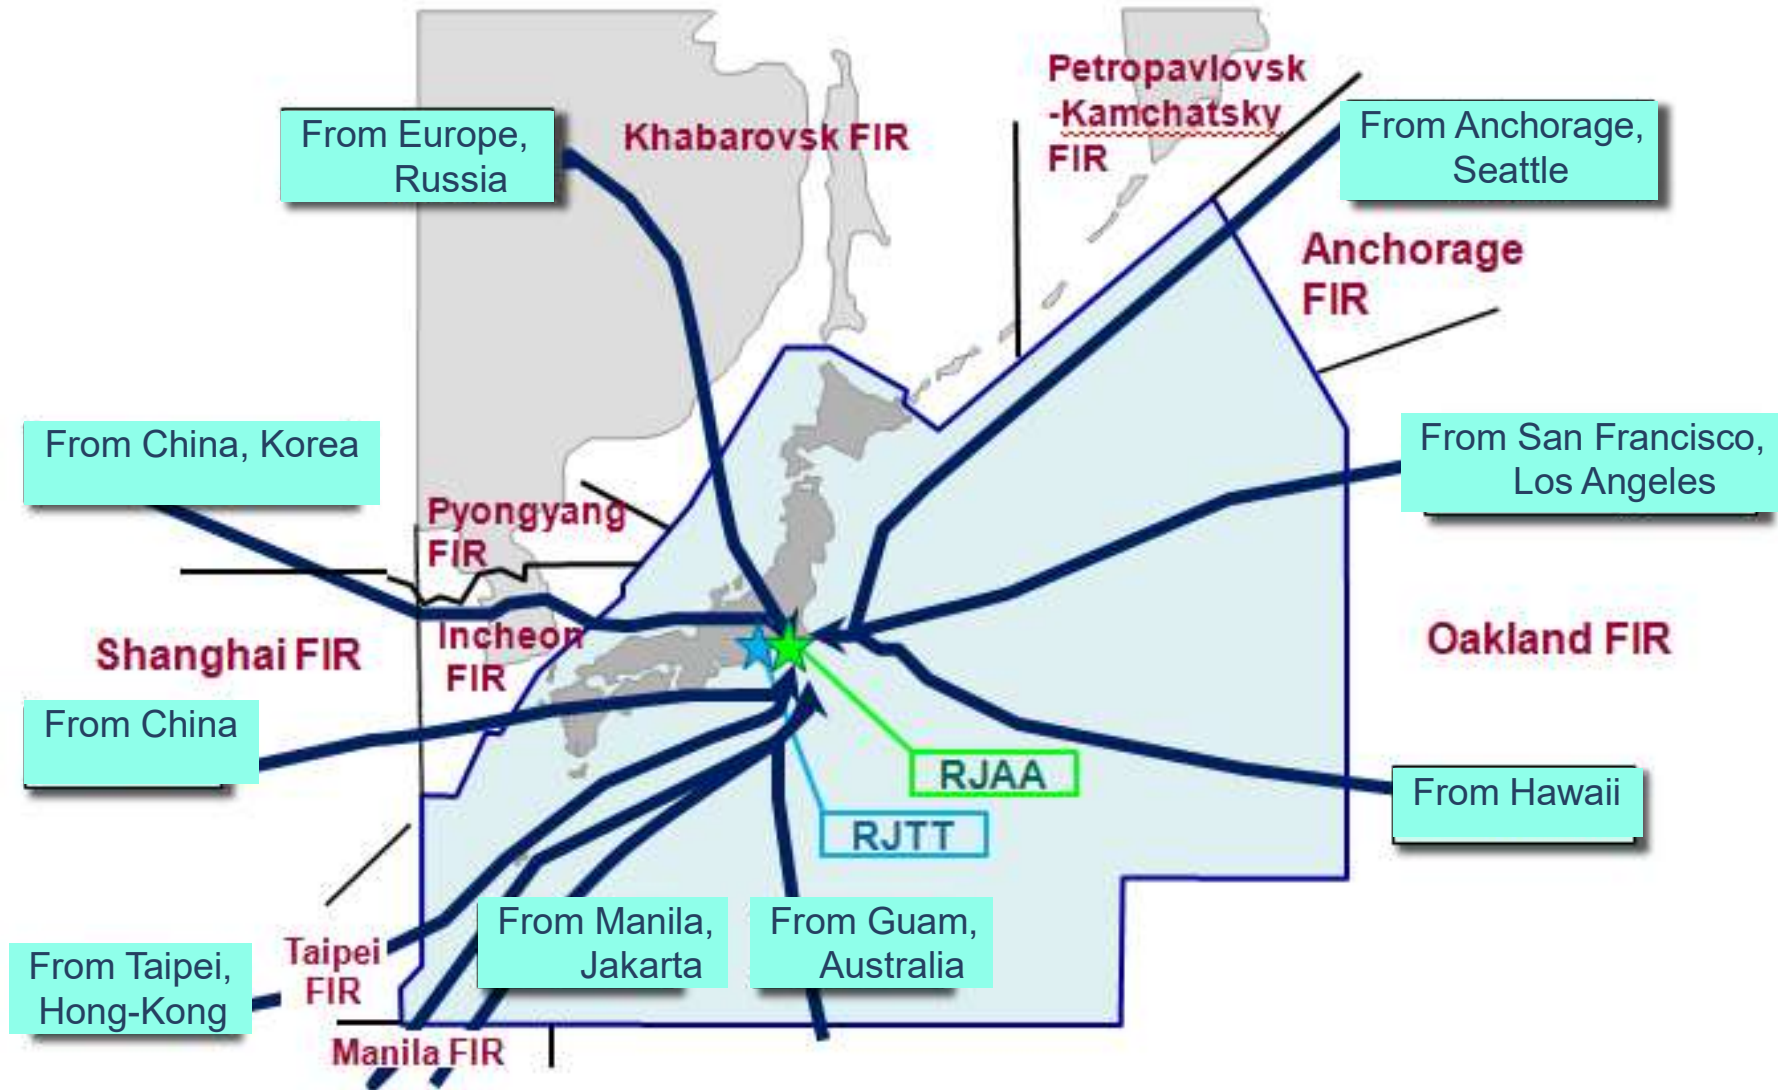 Petropavlovsk
-Kamchatsky
FIR
From Europe,
Russia
Khabarovsk FIR
From Anchorage,
Seattle
Anchorage
FIR
From China, Korea
From San Francisco,
Los Angeles
Pyongyang
FIR
Shanghai FIR
Incheon
FIR
Oakland FIR
From China
RJAA
RJTT
From Hawaii
From Taipei,
Hong-Kong
Taipei
FIR
From Manila,
Jakarta
From Guam,
Australia
Manila FIR